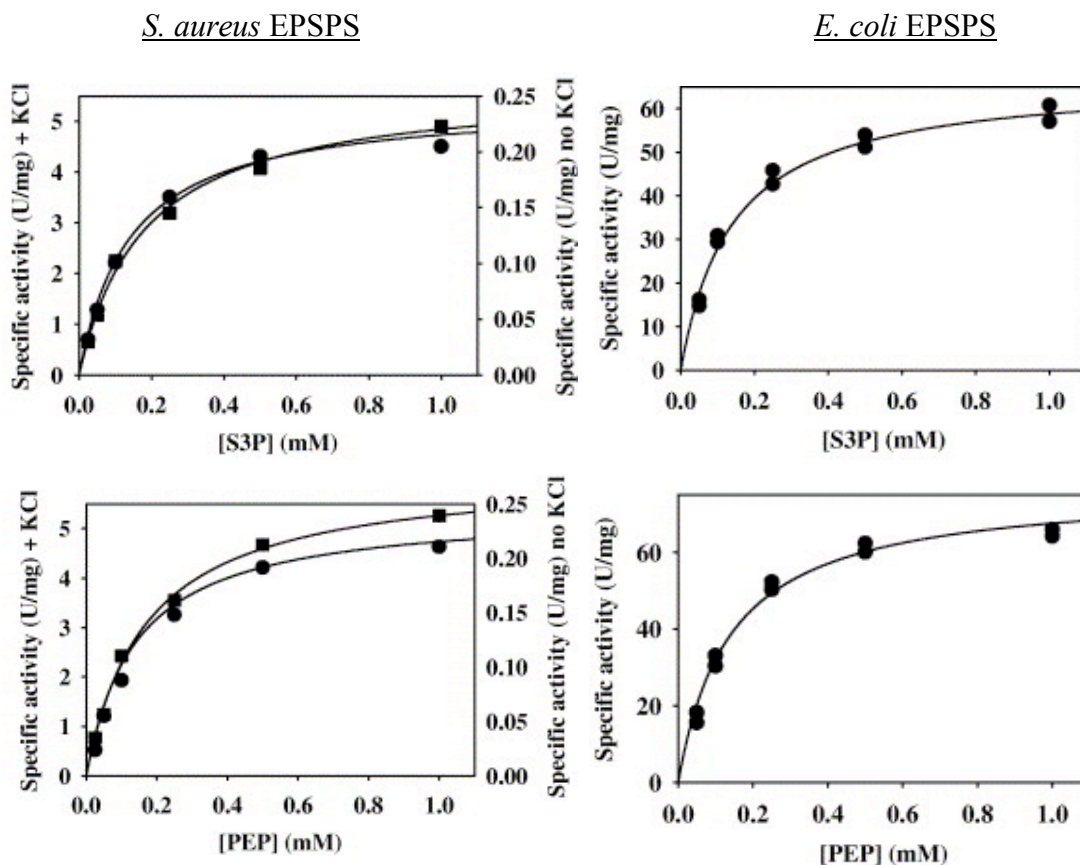 S. aureus EPSPS
E. coli EPSPS
Specific activity (U/mg) + KCl
5
4
3
2
1
0
0.25
0.20
0.15
0.10
0.05
0.00
Specific activity (U/mg) no KCl
0.0 0.2 0.4 0.6 0.8 1.0
[S3P] (mM)
Specific activity (U/mg)
60
50
40
30
20
10
0
0.0 0.2 0.4 0.6 0.8 1.0
[S3P] (mM)
Specific activity (U/mg) + KCl
5
4
3
2
1
0
0.25
0.20
0.15
0.10
0.05
0.00
Specific activity (U/mg) no KCl
0.0 0.2 0.4 0.6 0.8 1.0
[PEP] (mM)
Specific activity (U/mg)
60
40
20
0
0.0 0.2 0.4 0.6 0.8 1.0
[PEP] (mM)